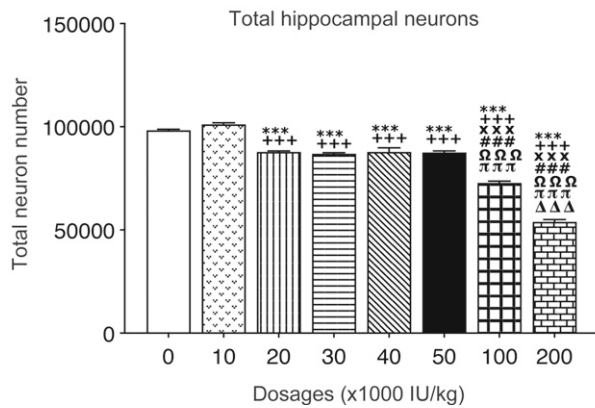 Total hippocampal neurons
150000
100000
50000
0
Total neuron number
***
+++
***
+++
***
+++
***
+++
***
+++
xxx
###
ΩΩΩ
πππ
***
+++
xxx
###
ΩΩΩ
πππ
ΔΔΔ
0 10 20 30 40 50 100 200
Dosages (x1000 IU/kg)